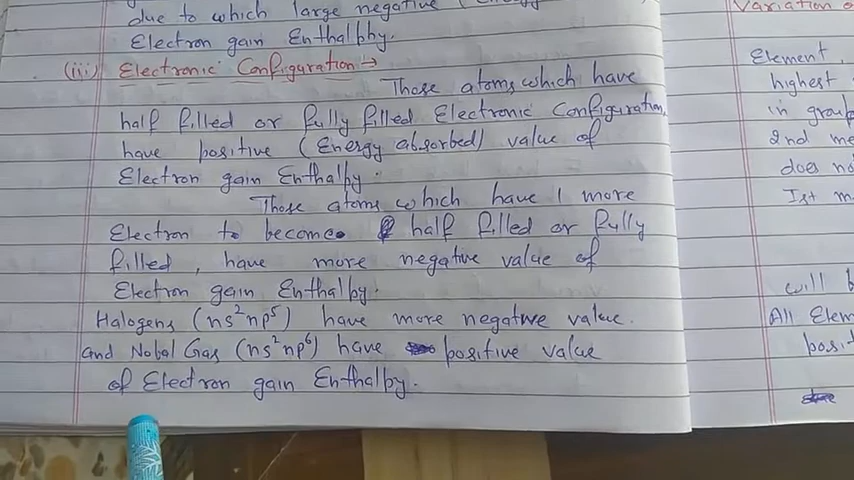 due to which large negative (Energy
Electron gain Enthalpy.
(iii) Electronic Configuration →
Those atoms which have
half filled or fully filled Electronic Configuration,
have positive (Energy absorbed) value of
Electron gain Enthalpy.
Those atoms which have 1 more
Electron to become half filled or fully
filled, have more negative value of
Electron gain Enthalpy.
Halogens (ns²np⁵) have more negative value.
and Nobal Gas (ns²np⁶) have positive value
of Electron gain Enthalpy.
Variation o
Element,
highest
in group
2nd me
does no
Ist m
will b
All Elem
posit